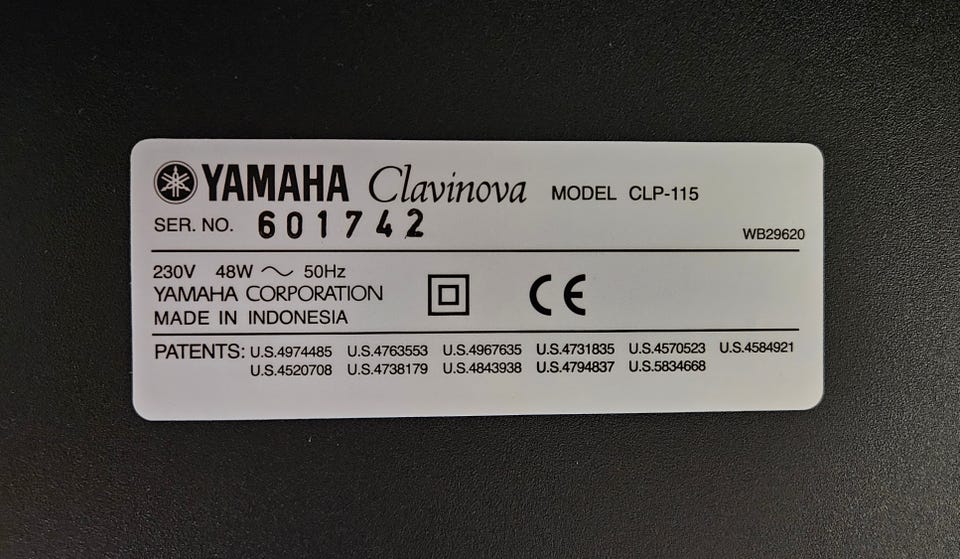 YAMAHA Clavinova MODEL CLP-115
SER. NO. 601742
WB29620
230V 48W ~ 50Hz
YAMAHA CORPORATION
MADE IN INDONESIA
CE
PATENTS: U.S.4974485 U.S.4763553 U.S.4967635 U.S.4731835 U.S.4570523 U.S.4584921
U.S.4520708 U.S.4738179 U.S.4843938 U.S.4794837 U.S.5834668